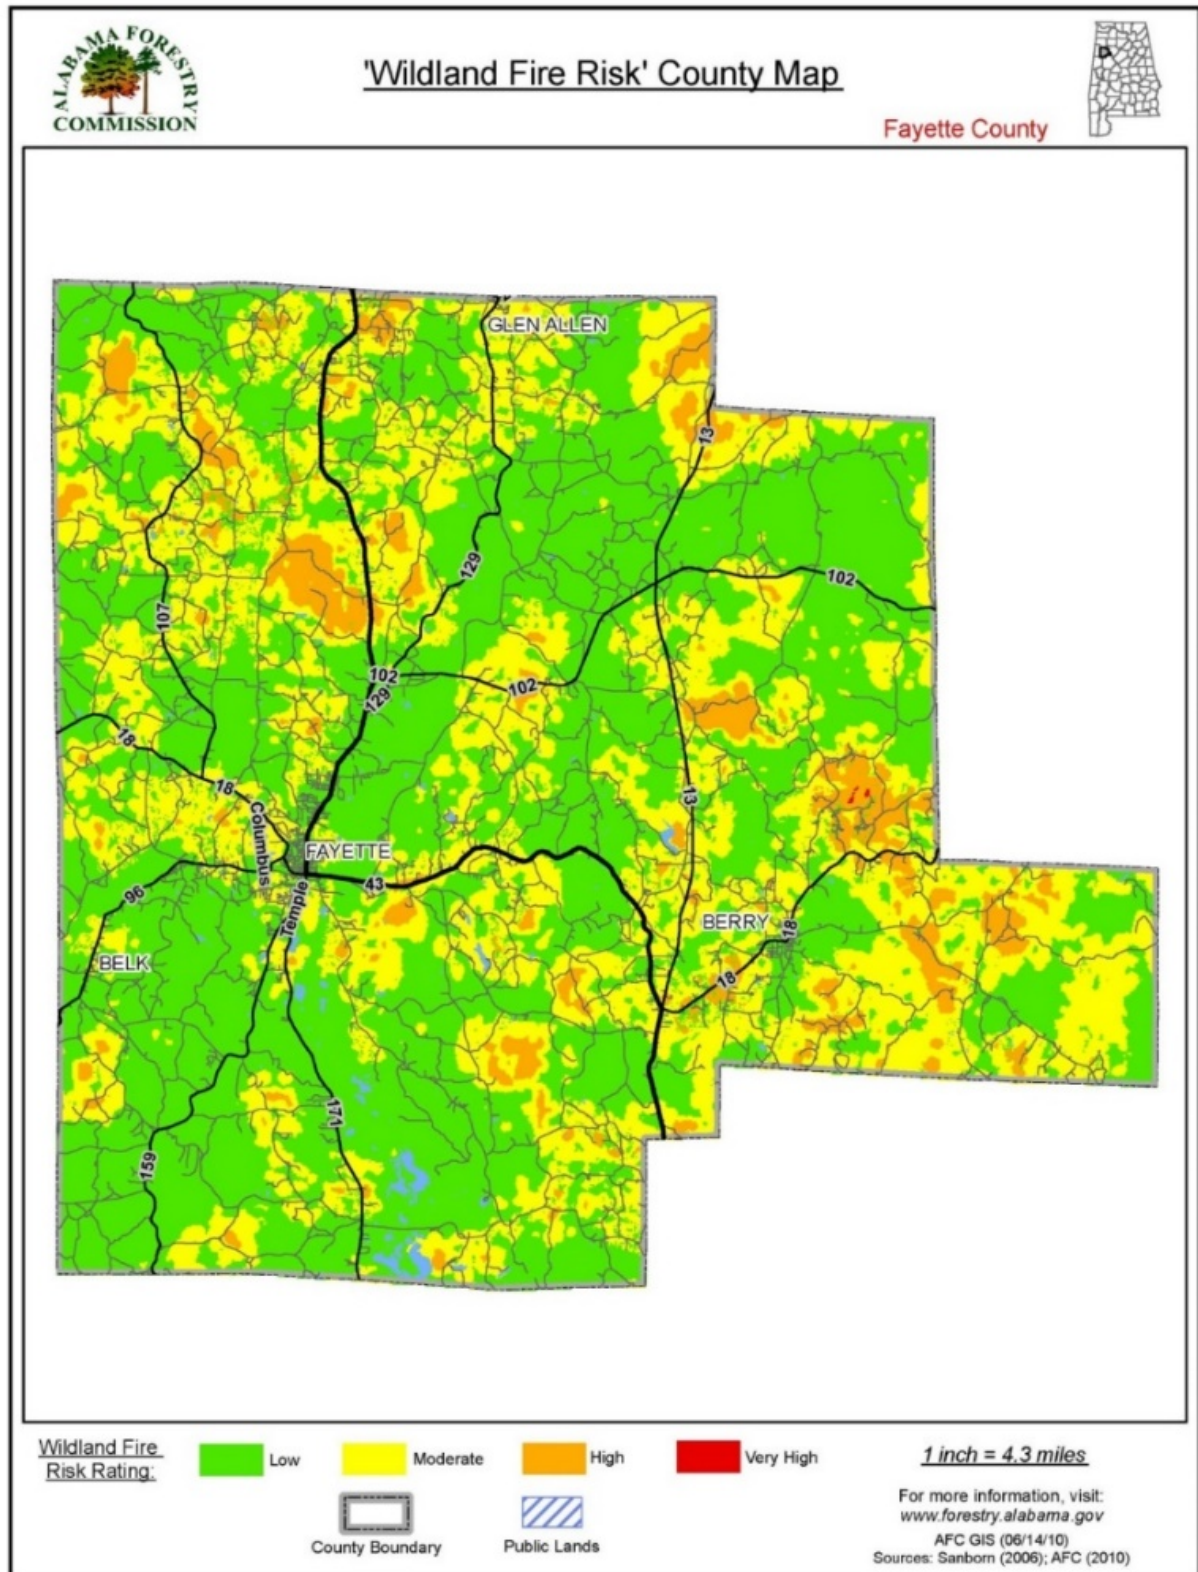 ALABAMA FORESTRY
COMMISSION
'Wildland Fire Risk' County Map
Fayette County
GLEN ALLEN
13
129
102
107
102
129
102
18
13
18
Columbus
FAYETTE
43
96
Temple
BERRY
18
BELK
18
171
159
Wildland Fire
Risk Rating:
Low
Moderate
High
Very High
County Boundary
Public Lands
1 inch = 4.3 miles
For more information, visit:
www.forestry.alabama.gov
AFC GIS (06/14/10)
Sources: Sanborn (2006); AFC (2010)